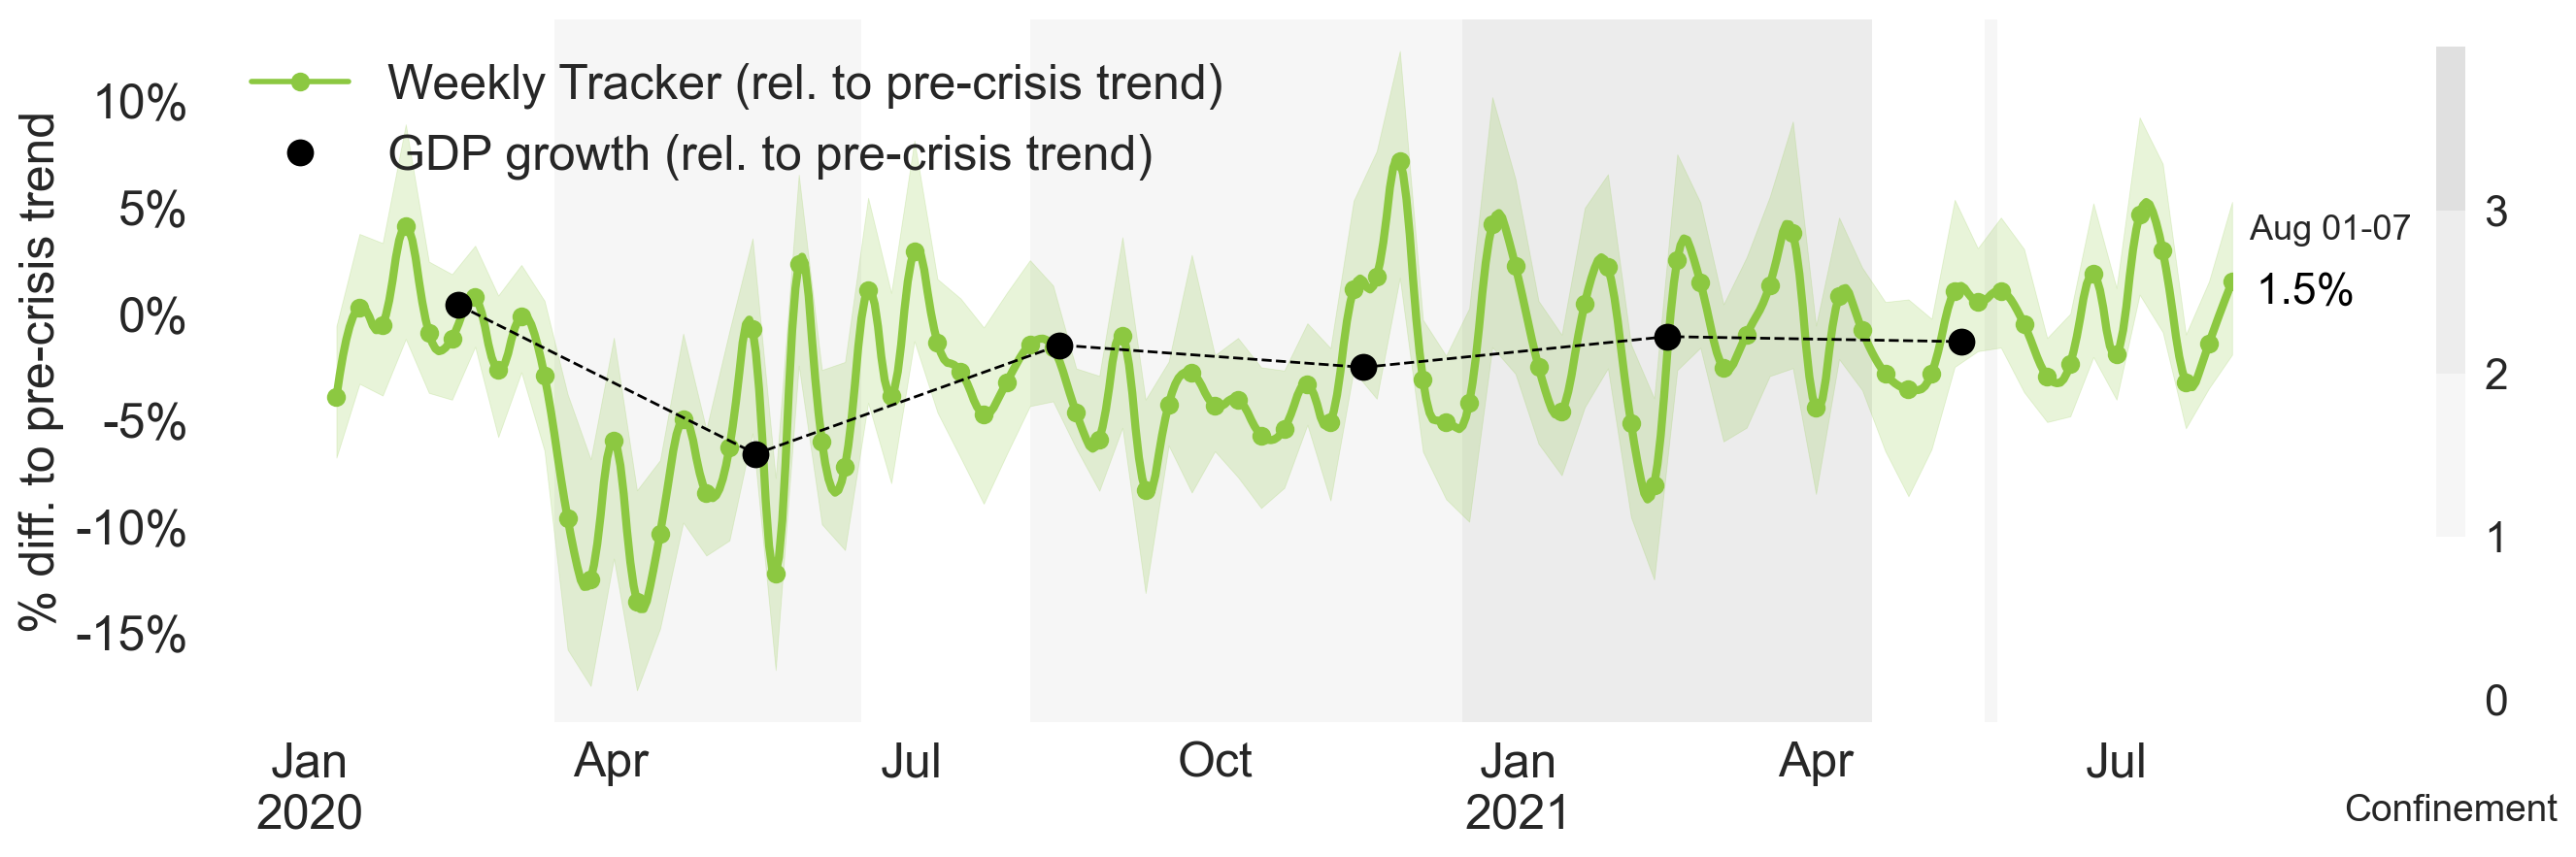 Weekly Tracker (rel. to pre-crisis trend)
GDP growth (rel. to pre-crisis trend)
% diff. to pre-crisis trend
10%
5%
0%
-5%
-10%
-15%
Aug 01-07
1.5%
3
2
1
0
Jan Apr Jul Oct Jan Apr Jul
2020 2021
Confinement